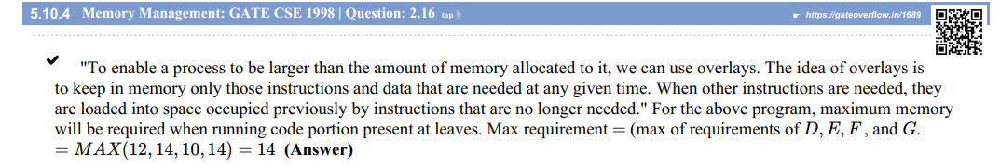 5.10.4 Memory Management: GATE CSE 1998 | Question: 2.16 top
https://gateoverflow.in/1689
"To enable a process to be larger than the amount of memory allocated to it, we can use overlays. The idea of overlays is
to keep in memory only those instructions and data that are needed at any given time. When other instructions are needed, they
are loaded into space occupied previously by instructions that are no longer needed." For the above program, maximum memory
will be required when running code portion present at leaves. Max requirement = (max of requirements of D, E, F, and G.
= MAX(12, 14, 10, 14) = 14 (Answer)